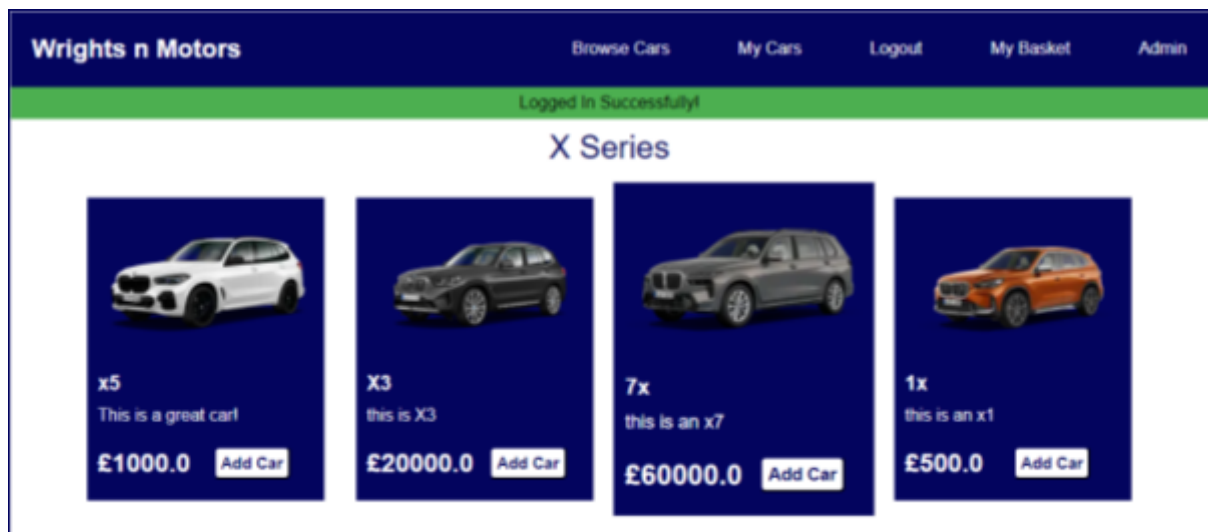 Wrights n Motors
Browse Cars
My Cars
Logout
My Basket
Admin
Logged In Successfully!
X Series
x5
This is a great car!
£1000.0
Add Car
X3
this is X3
£20000.0
Add Car
7x
this is an x7
£60000.0
Add Car
1x
this is an x1
£500.0
Add Car